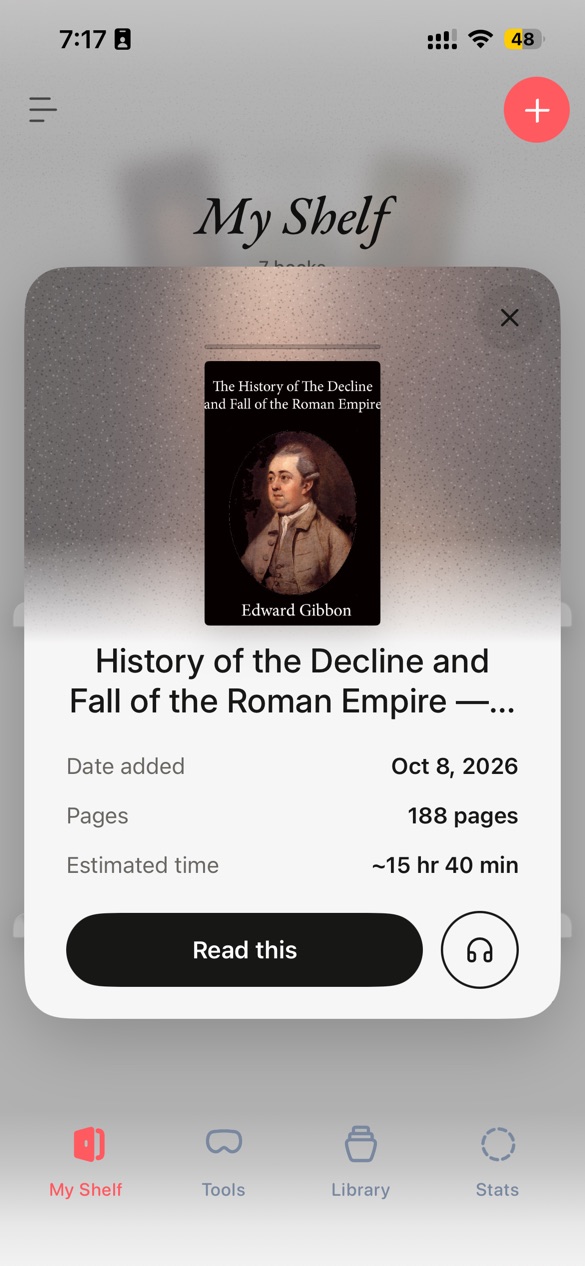 7:17
48
My Shelf
7 books
The History of The Decline
and Fall of the Roman Empire
Edward Gibbon
History of the Decline and
Fall of the Roman Empire —...
Date added Oct 8, 2026
Pages 188 pages
Estimated time ~15 hr 40 min
Read this
My Shelf Tools Library Stats